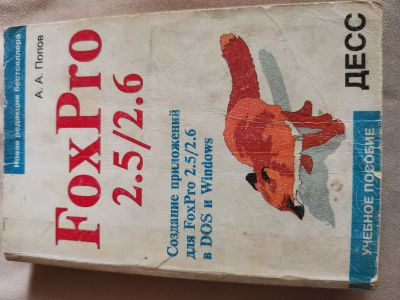 Новая редакция бестселлера
А. А. Попов
FoxPro
2.5/2.6
Создание приложений
для FoxPro 2.5/2.6
в DOS и Windows
ДЕСС
УЧЕБНОЕ ПОСОБИЕ